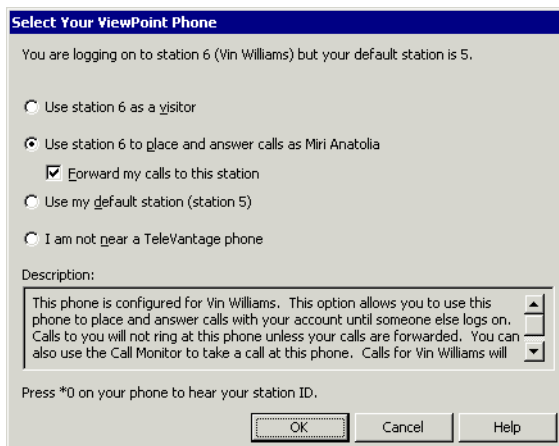 Select Your ViewPoint Phone
You are logging on to station 6 (Vin Williams) but your default station is 5.
Use station 6 as a visitor
Use station 6 to place and answer calls as Miri Anatolia
Forward my calls to this station
Use my default station (station 5)
I am not near a TeleVantage phone
Description:
This phone is configured for Vin Williams. This option allows you to use this
phone to place and answer calls with your account until someone else logs on.
Calls to you will not ring at this phone unless your calls are forwarded. You can
also use the Call Monitor to take a call at this phone. Calls for Vin Williams will
Press *0 on your phone to hear your station ID.
OK Cancel Help